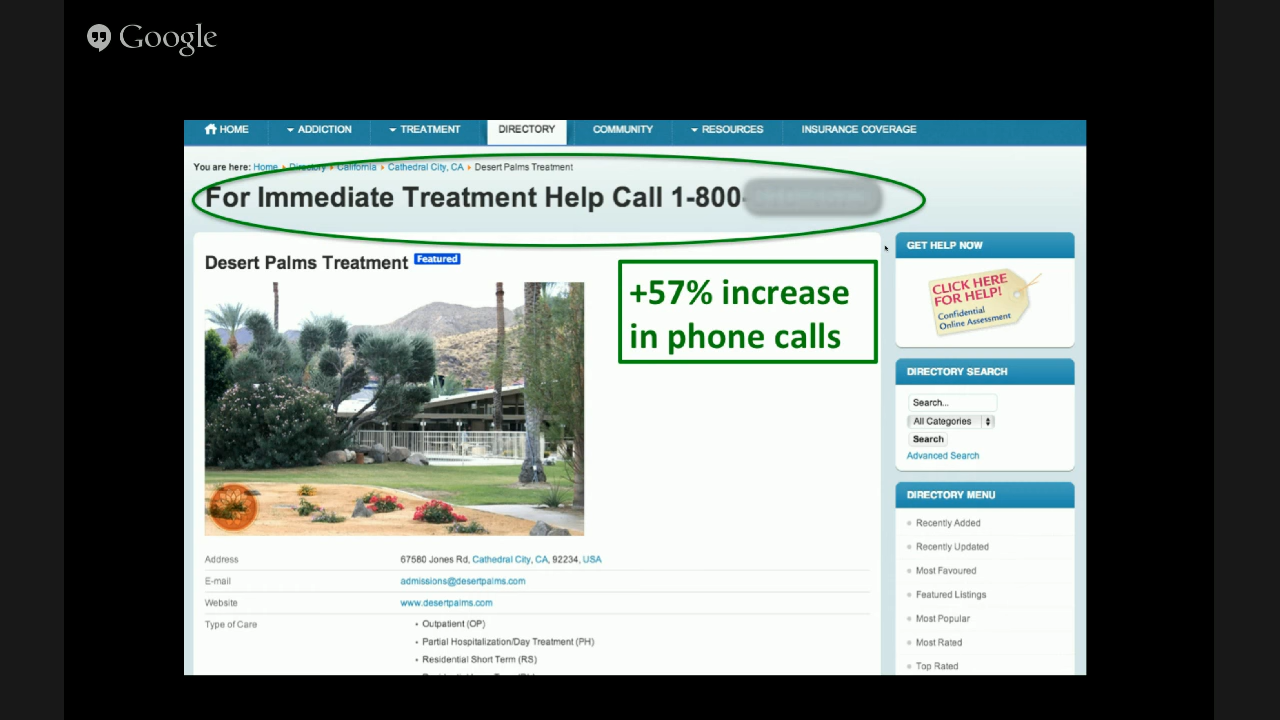 Google
HOME ADDICTION TREATMENT DIRECTORY COMMUNITY RESOURCES INSURANCE COVERAGE
You are here: Home Directory California Cathedral City, CA Desert Palms Treatment
For Immediate Treatment Help Call 1-800-
Desert Palms Treatment Featured
+57% increase
in phone calls
Address 67580 Jones Rd, Cathedral City, CA, 92234, USA
E-mail admissions@desertpalms.com
Website www.desertpalms.com
Type of Care • Outpatient (OP)
• Partial Hospitalization/Day Treatment (PH)
• Residential Short Term (RS)
GET HELP NOW
CLICK HERE
FOR HELP!
Confidential
Online Assessment
DIRECTORY SEARCH
Search...
All Categories
Search
Advanced Search
DIRECTORY MENU
Recently Added
Recently Updated
Most Favoured
Featured Listings
Most Popular
Most Rated
Top Rated